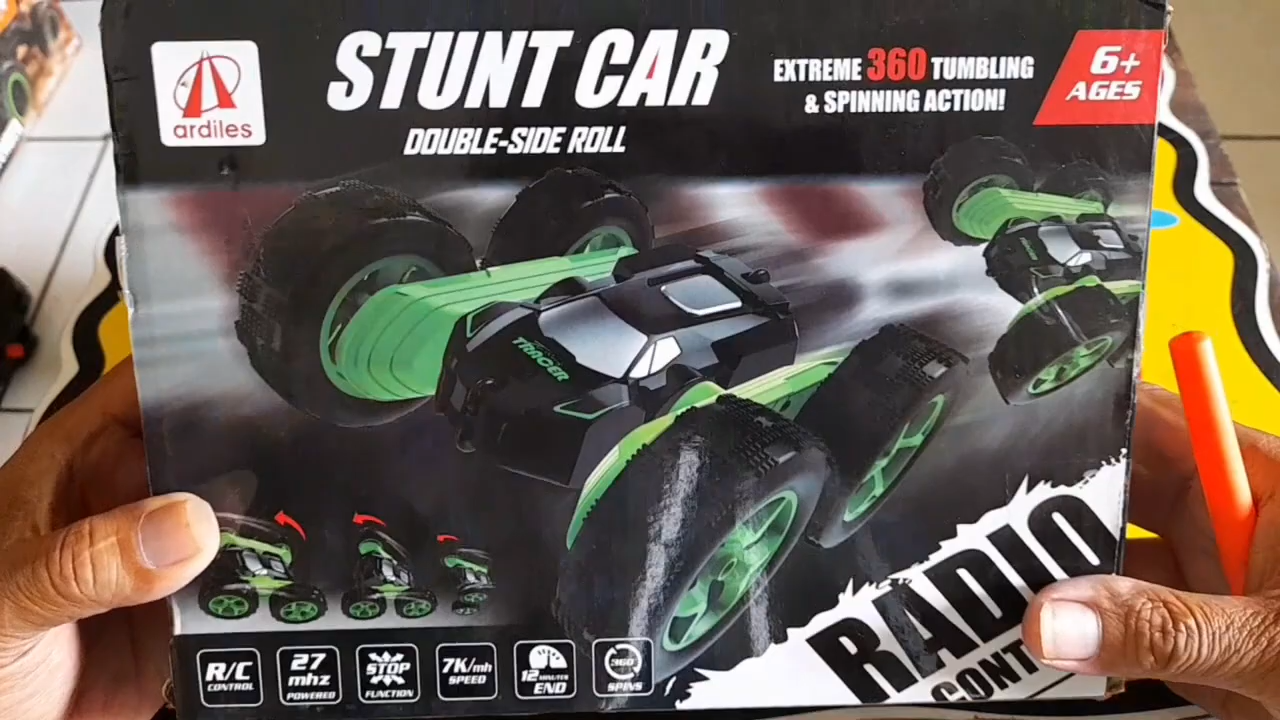 ardiles
STUNT CAR
DOUBLE-SIDE ROLL
EXTREME 360 TUMBLING
& SPINNING ACTION!
6+
AGES
TRACER
RADIO
CONT
R/C
CONTROL
27
mhz
POWERED
STOP
FUNCTION
7K/mh
SPEED
12 MINUTES
END
360
SPINS